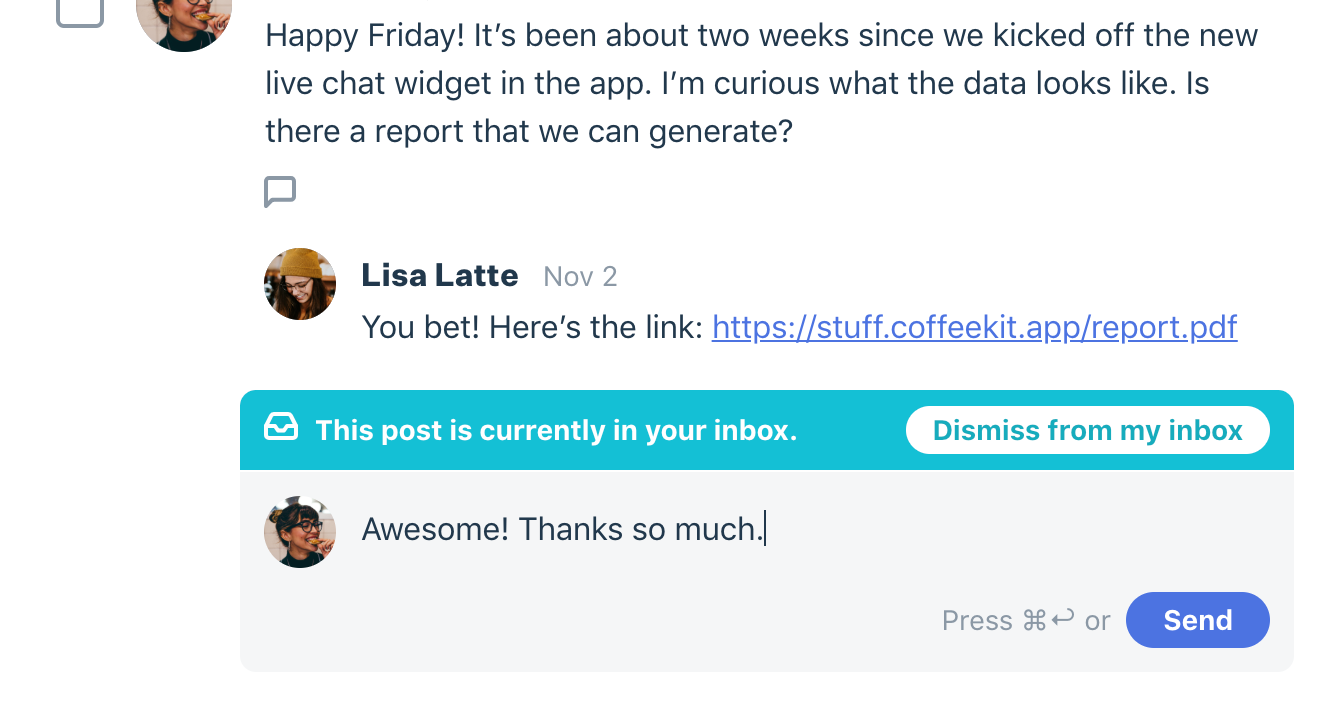 Happy Friday! It’s been about two weeks since we kicked off the new
live chat widget in the app. I’m curious what the data looks like. Is
there a report that we can generate?
Lisa Latte Nov 2
You bet! Here’s the link: https://stuff.coffeekit.app/report.pdf
This post is currently in your inbox. Dismiss from my inbox
Awesome! Thanks so much.
Press ⌘↩ or Send